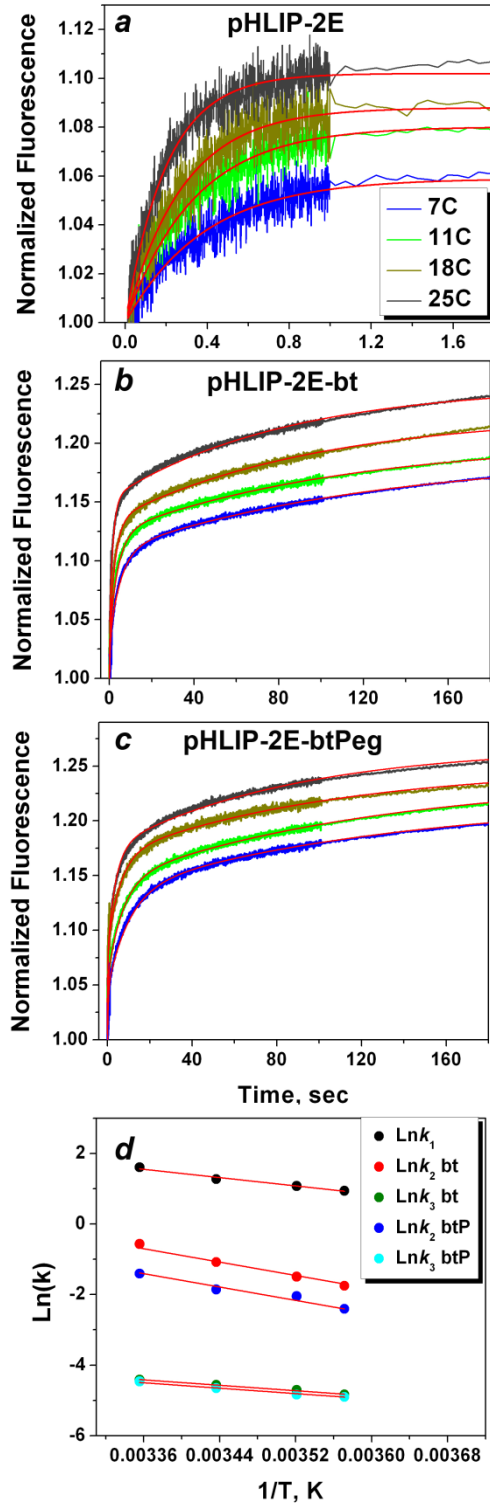 a
pHLIP-2E
Normalized Fluorescence
1.12
1.10
1.08
1.06
1.04
1.02
1.00
7C
11C
18C
25C
0.0 0.4 0.8 1.2 1.6
b
pHLIP-2E-bt
Normalized Fluorescence
1.25
1.20
1.15
1.10
1.05
1.00
0 40 80 120 160
c
pHLIP-2E-btPeg
Normalized Fluorescence
1.25
1.20
1.15
1.10
1.05
1.00
0 40 80 120 160
Time, sec
d
Ln(k)
2
0
-2
-4
-6
Lnk₁
Lnk₂ bt
Lnk₃ bt
Lnk₂ btP
Lnk₃ btP
0.00336 0.00344 0.00352 0.00360 0.00368
1/T, K